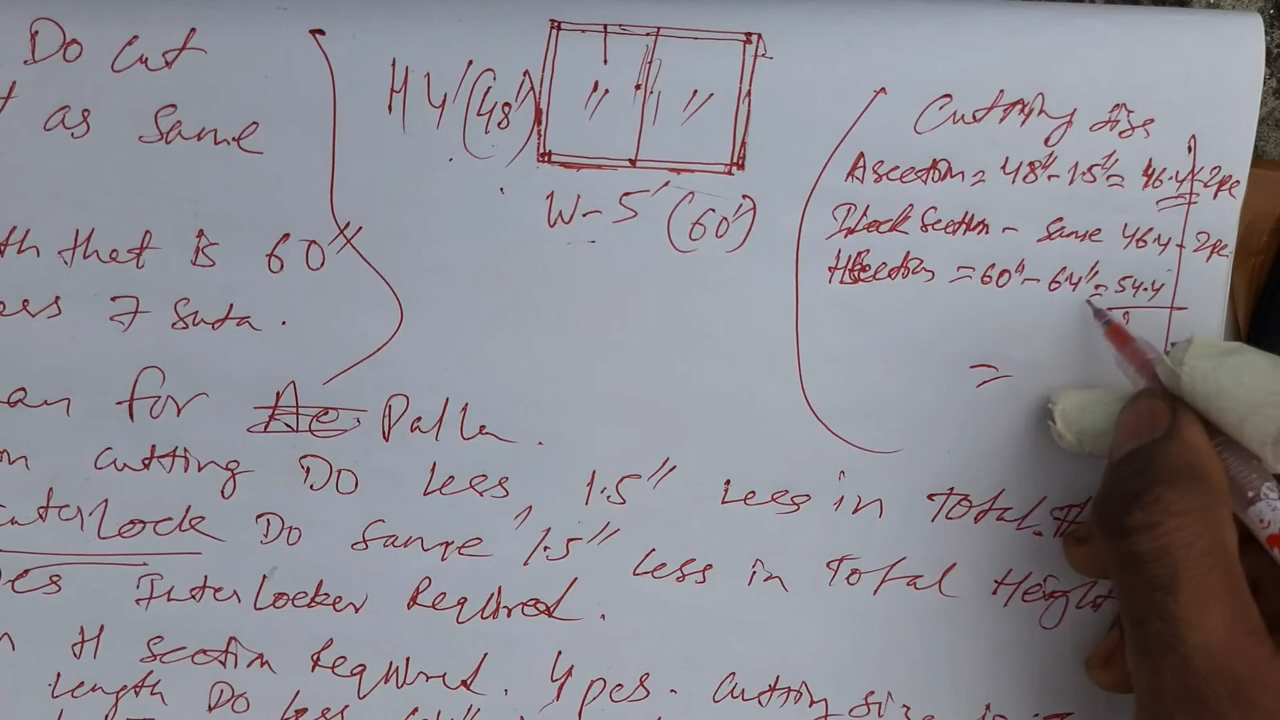 Do cut
as same
th that is 60"
ess 7 Suta.
H 4' (48")
W - 5' (60")
Cutting size
A section = 48" - 1.5" = 46.4 - 2pc
I Lock Section - same 46.4 - 2pc
H Section = 60" - 6.4" = 54.4
=
an for Palla.
n cutting Do Less, 1.5" Less in Total. H
nterlock Do same 1.5" Less in Total Height
es InterLocker Required.
n H Section Required. 4 pcs. cutting size
Length Do Less